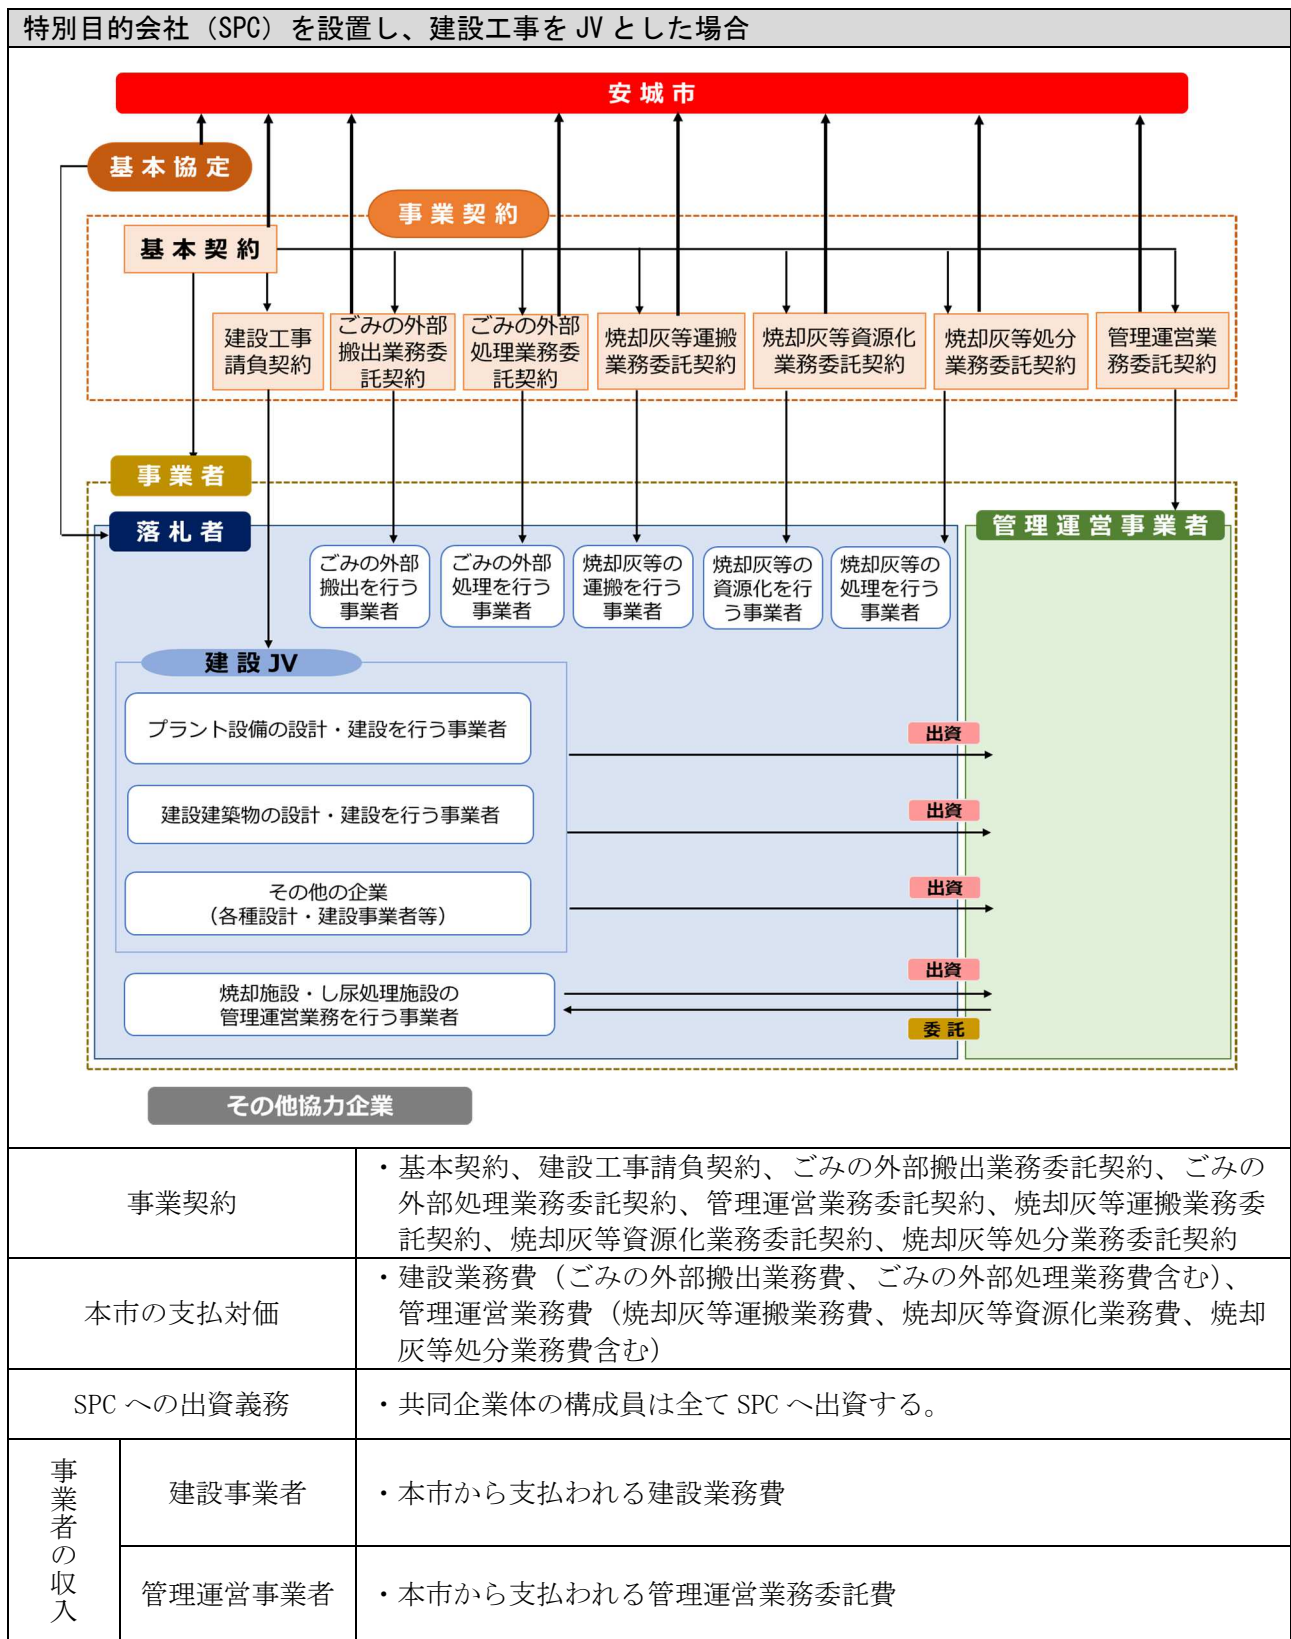 特別目的会社（SPC）を設置し、建設工事を JV とした場合
安城市
基本協定
事業契約
基本契約
建設工事
請負契約
ごみの外部
搬出業務委
託契約
ごみの外部
処理業務委
託契約
焼却灰等運搬
業務委託契約
焼却灰等資源化
業務委託契約
焼却灰等処分
業務委託契約
管理運営業
務委託契約
事業者
落札者
管理運営事業者
ごみの外部
搬出を行う
事業者
ごみの外部
処理を行う
事業者
焼却灰等の
運搬を行う
事業者
焼却灰等の
資源化を行
う事業者
焼却灰等の
処理を行う
事業者
建設 JV
プラント設備の設計・建設を行う事業者
出資
建設建築物の設計・建設を行う事業者
出資
その他の企業
（各種設計・建設事業者等）
出資
焼却施設・し尿処理施設の
管理運営業務を行う事業者
出資
委託
その他協力企業
事業契約
・基本契約、建設工事請負契約、ごみの外部搬出業務委託契約、ごみの
外部処理業務委託契約、管理運営業務委託契約、焼却灰等運搬業務委
託契約、焼却灰等資源化業務委託契約、焼却灰等処分業務委託契約
本市の支払対価
・建設業務費（ごみの外部搬出業務費、ごみの外部処理業務費含む）、
管理運営業務費（焼却灰等運搬業務費、焼却灰等資源化業務費、焼却
灰等処分業務費含む）
SPC への出資義務
・共同企業体の構成員は全て SPC へ出資する。
事業者の収入
建設事業者
・本市から支払われる建設業務費
管理運営事業者
・本市から支払われる管理運営業務委託費